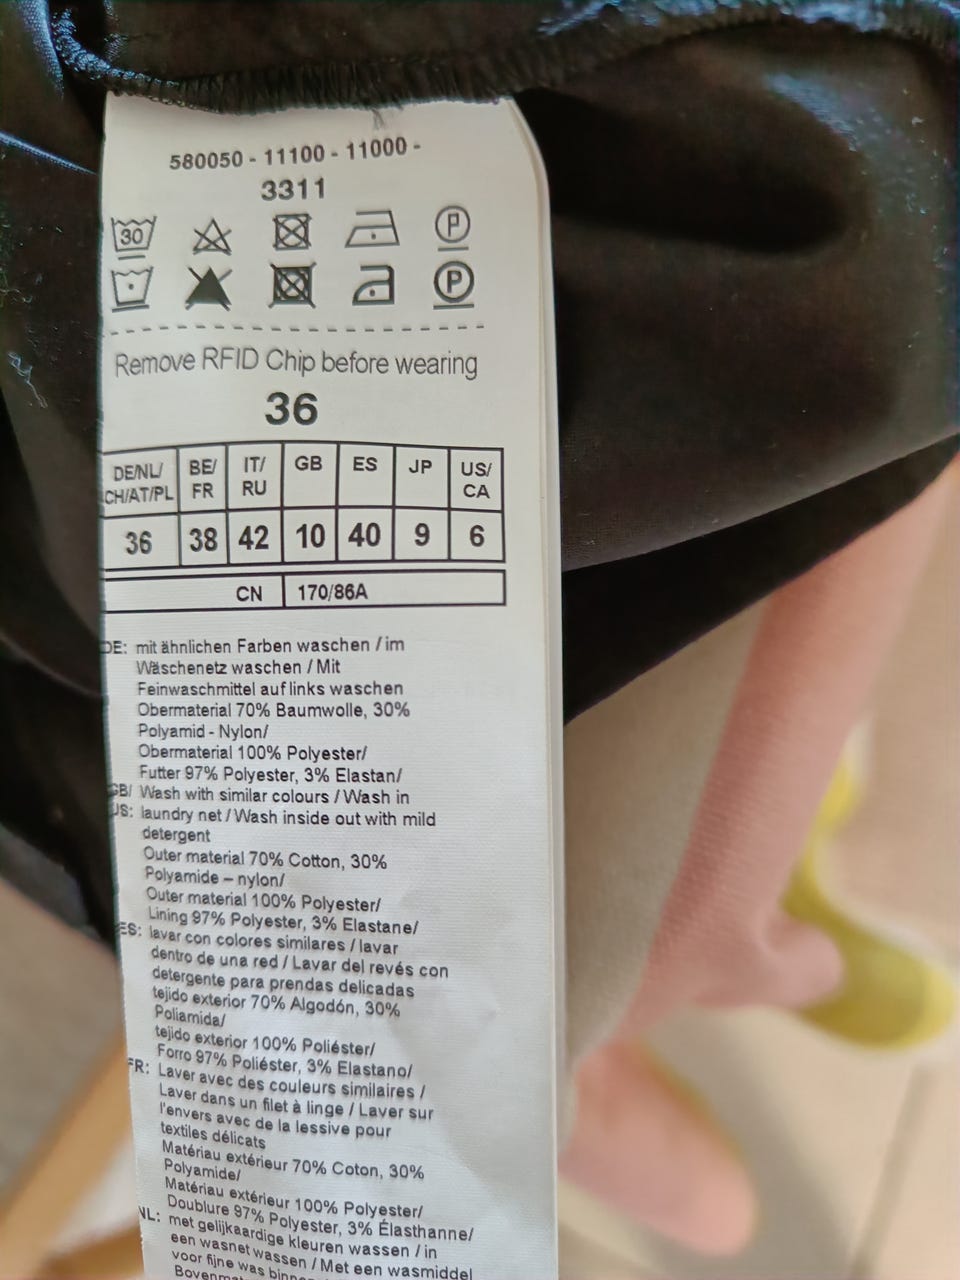 580050 - 11100 - 11000 -
3311
30
P
P
Remove RFID Chip before wearing
36
DE/NL/ CH/AT/PL BE/ FR IT/ RU GB ES JP US/ CA
36 38 42 10 40 9 6
CN 170/86A
DE: mit ähnlichen Farben waschen / im
Wäschenetz waschen / Mit
Feinwaschmittel auf links waschen
Obermaterial 70% Baumwolle, 30%
Polyamid - Nylon/
Obermaterial 100% Polyester/
Futter 97% Polyester, 3% Elastan/
GB/ Wash with similar colours / Wash in
US: laundry net / Wash inside out with mild
detergent
Outer material 70% Cotton, 30%
Polyamide – nylon/
Outer material 100% Polyester/
Lining 97% Polyester, 3% Elastane/
ES: lavar con colores similares / lavar
dentro de una red / Lavar del revés con
detergente para prendas delicadas
tejido exterior 70% Algodón, 30%
Poliamida/
tejido exterior 100% Poliéster/
Forro 97% Poliéster, 3% Elastano/
FR: Laver avec des couleurs similaires /
Laver dans un filet à linge / Laver sur
l'envers avec de la lessive pour
textiles délicats
Matériau extérieur 70% Coton, 30%
Polyamide/
Matériau extérieur 100% Polyester/
Doublure 97% Polyester, 3% Élasthanne/
NL: met gelijkaardige kleuren wassen / in
een wasnet wassen / Met een wasmiddel
voor fijne was